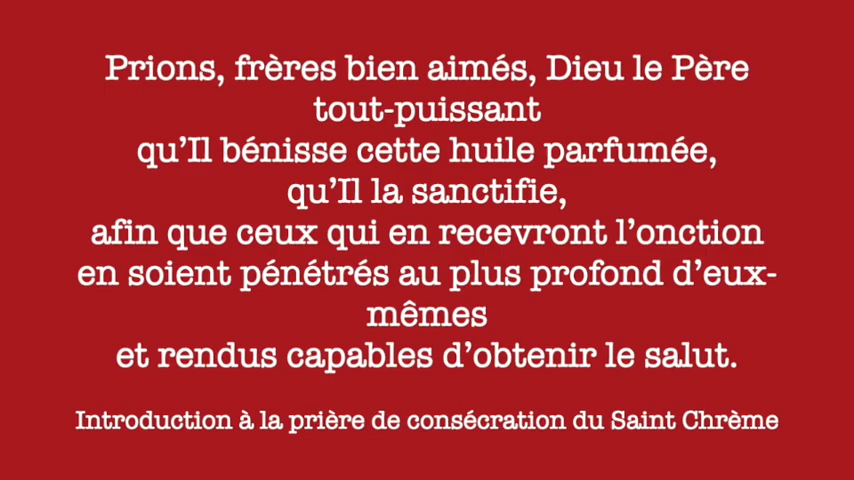 Prions, frères bien aimés, Dieu le Père
tout-puissant
qu’Il bénisse cette huile parfumée,
qu’Il la sanctifie,
afin que ceux qui en recevront l’onction
en soient pénétrés au plus profond d’eux-
mêmes
et rendus capables d’obtenir le salut.
Introduction à la prière de consécration du Saint Chrème